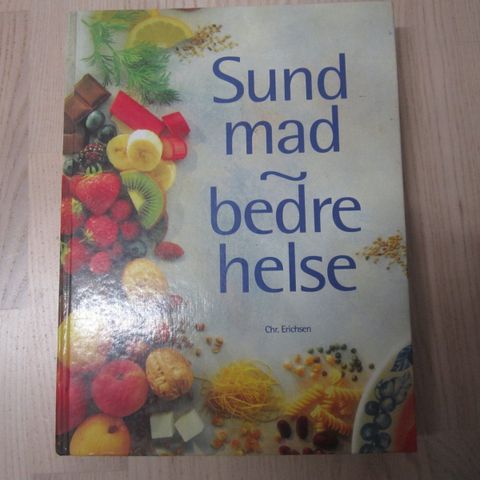 Sund
mad
~
bedre
helse
Chr. Erichsen